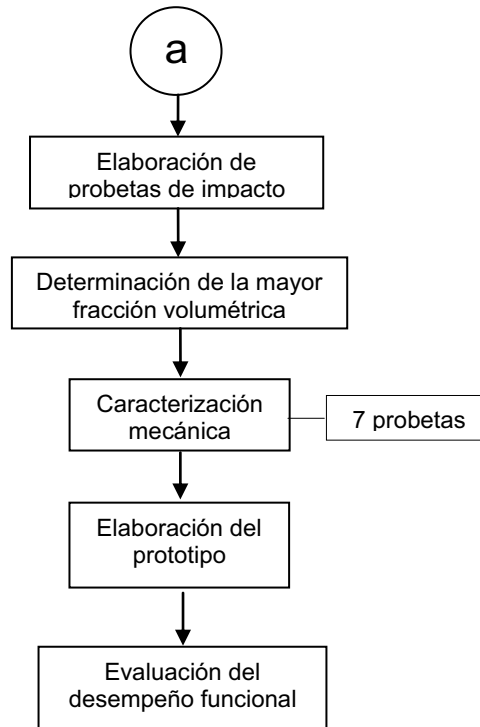 a
Elaboración de
probetas de impacto
Determinación de la mayor
fracción volumétrica
Caracterización
mecánica
7 probetas
Elaboración del
prototipo
Evaluación del
desempeño funcional